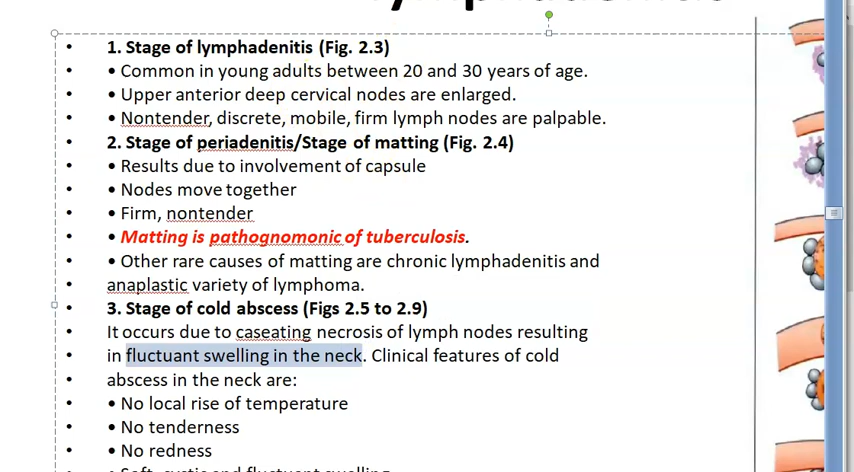 • 1. Stage of lymphadenitis (Fig. 2.3)
• • Common in young adults between 20 and 30 years of age.
• • Upper anterior deep cervical nodes are enlarged.
• • Nontender, discrete, mobile, firm lymph nodes are palpable.
• 2. Stage of periadenitis/Stage of matting (Fig. 2.4)
• • Results due to involvement of capsule
• • Nodes move together
• • Firm, nontender
• • Matting is pathognomonic of tuberculosis.
• • Other rare causes of matting are chronic lymphadenitis and
• anaplastic variety of lymphoma.
• 3. Stage of cold abscess (Figs 2.5 to 2.9)
• It occurs due to caseating necrosis of lymph nodes resulting
• in fluctuant swelling in the neck. Clinical features of cold
• abscess in the neck are:
• • No local rise of temperature
• • No tenderness
• • No redness
• • Soft, cystic and fluctuant swelling